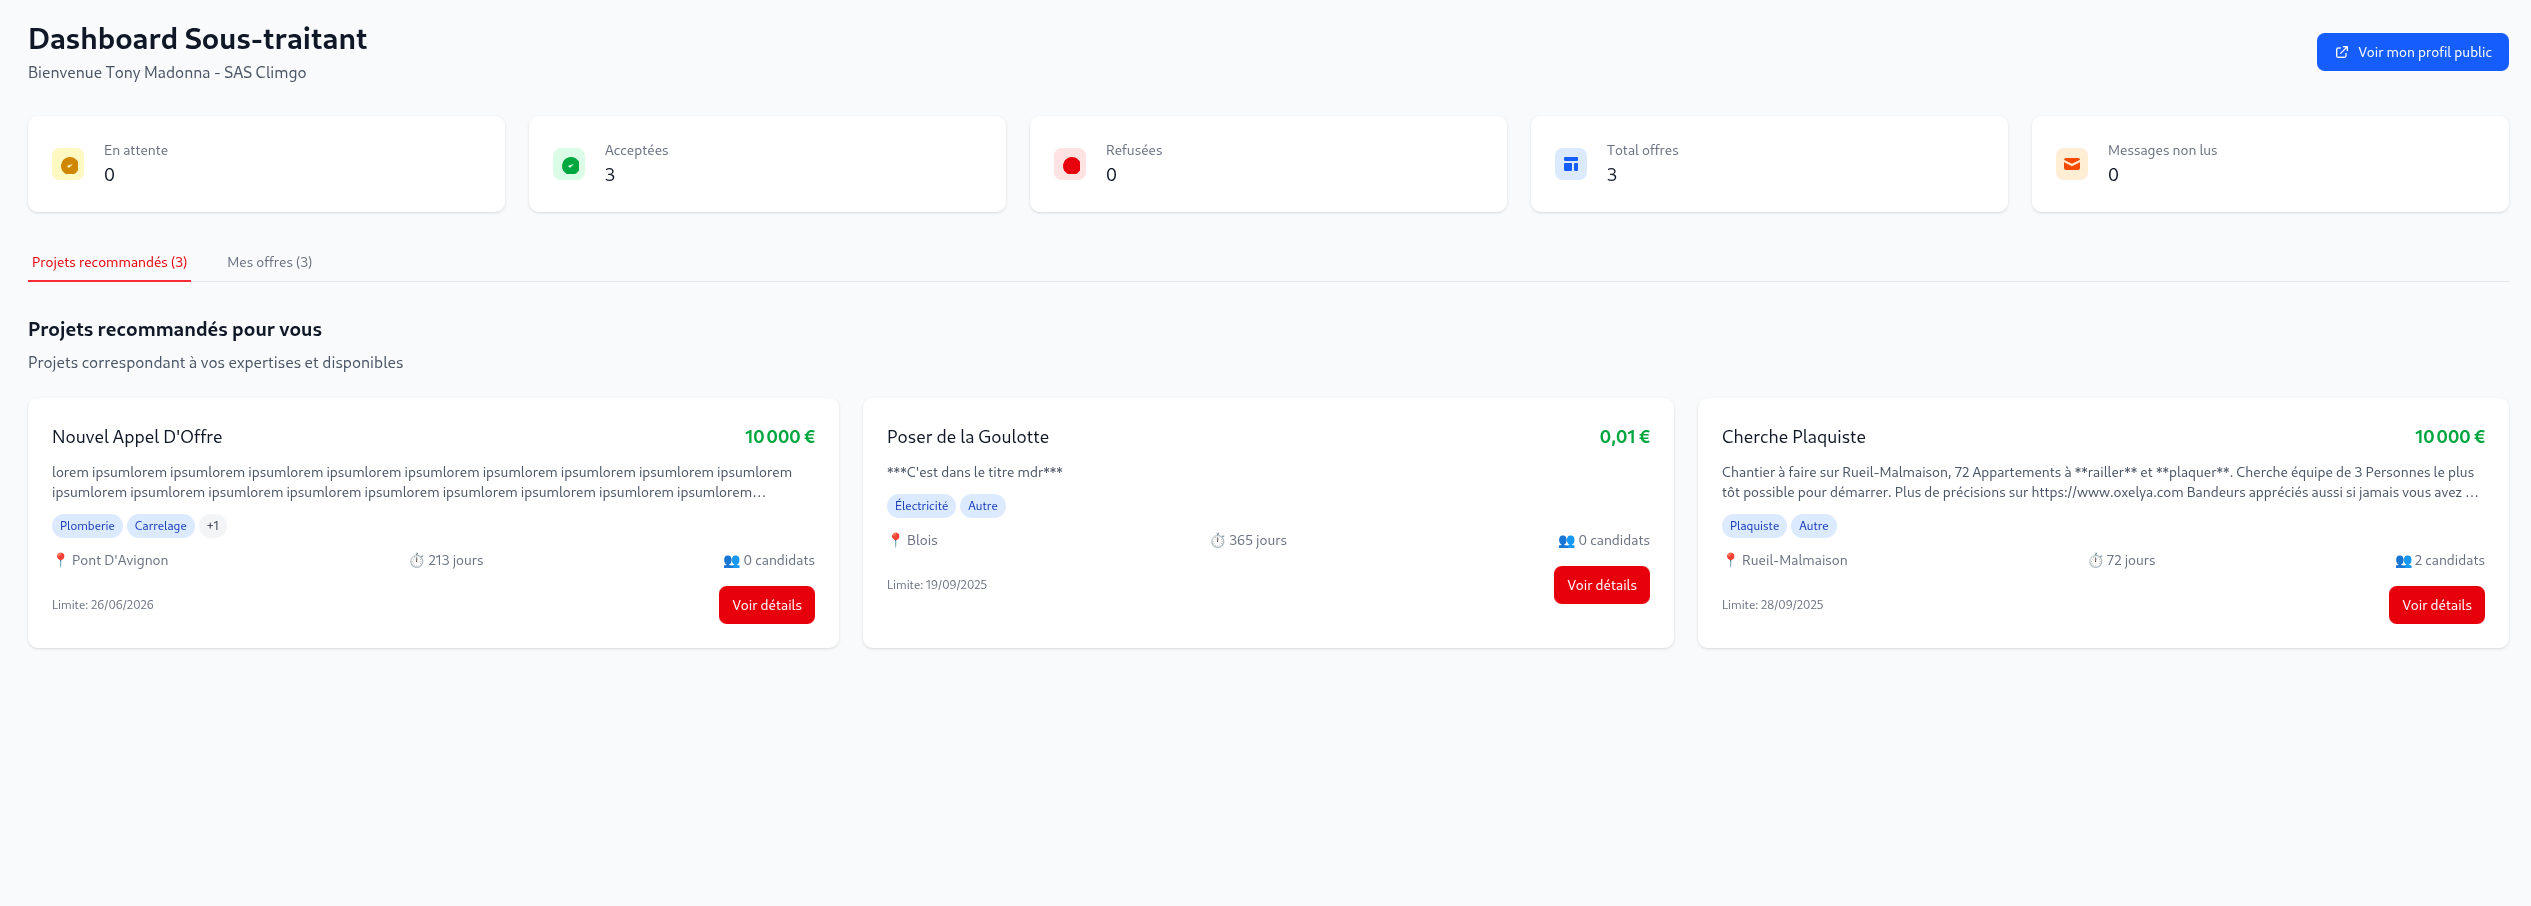 Dashboard Sous-traitant
Bienvenue Tony Madonna - SAS Climgo
Voir mon profil public
En attente
0
Acceptées
3
Refusées
0
Total offres
3
Messages non lus
0
Projets recommandés (3)
Mes offres (3)
Projets recommandés pour vous
Projets correspondant à vos expertises et disponibles
Nouvel Appel D'Offre
10 000 €
lorem ipsumlorem ipsumlorem ipsumlorem ipsumlorem ipsumlorem ipsumlorem ipsumlorem ipsumlorem ipsumlorem
ipsumlorem ipsumlorem ipsumlorem ipsumlorem ipsumlorem ipsumlorem ipsumlorem ipsumlorem ipsumlorem...
Plomberie
Carrelage
+1
Pont D'Avignon
213 jours
0 candidats
Limite: 26/06/2026
Voir détails
Poser de la Goulotte
0,01 €
***C'est dans le titre mdr***
Électricité
Autre
Blois
365 jours
0 candidats
Limite: 19/09/2025
Voir détails
Cherche Plaquiste
10 000 €
Chantier à faire sur Rueil-Malmaison, 72 Appartements à **railler** et **plaquer**. Cherche équipe de 3 Personnes le plus
tôt possible pour démarrer. Plus de précisions sur https://www.oxelya.com Bandeurs appréciés aussi si jamais vous avez ...
Plaquiste
Autre
Rueil-Malmaison
72 jours
2 candidats
Limite: 28/09/2025
Voir détails